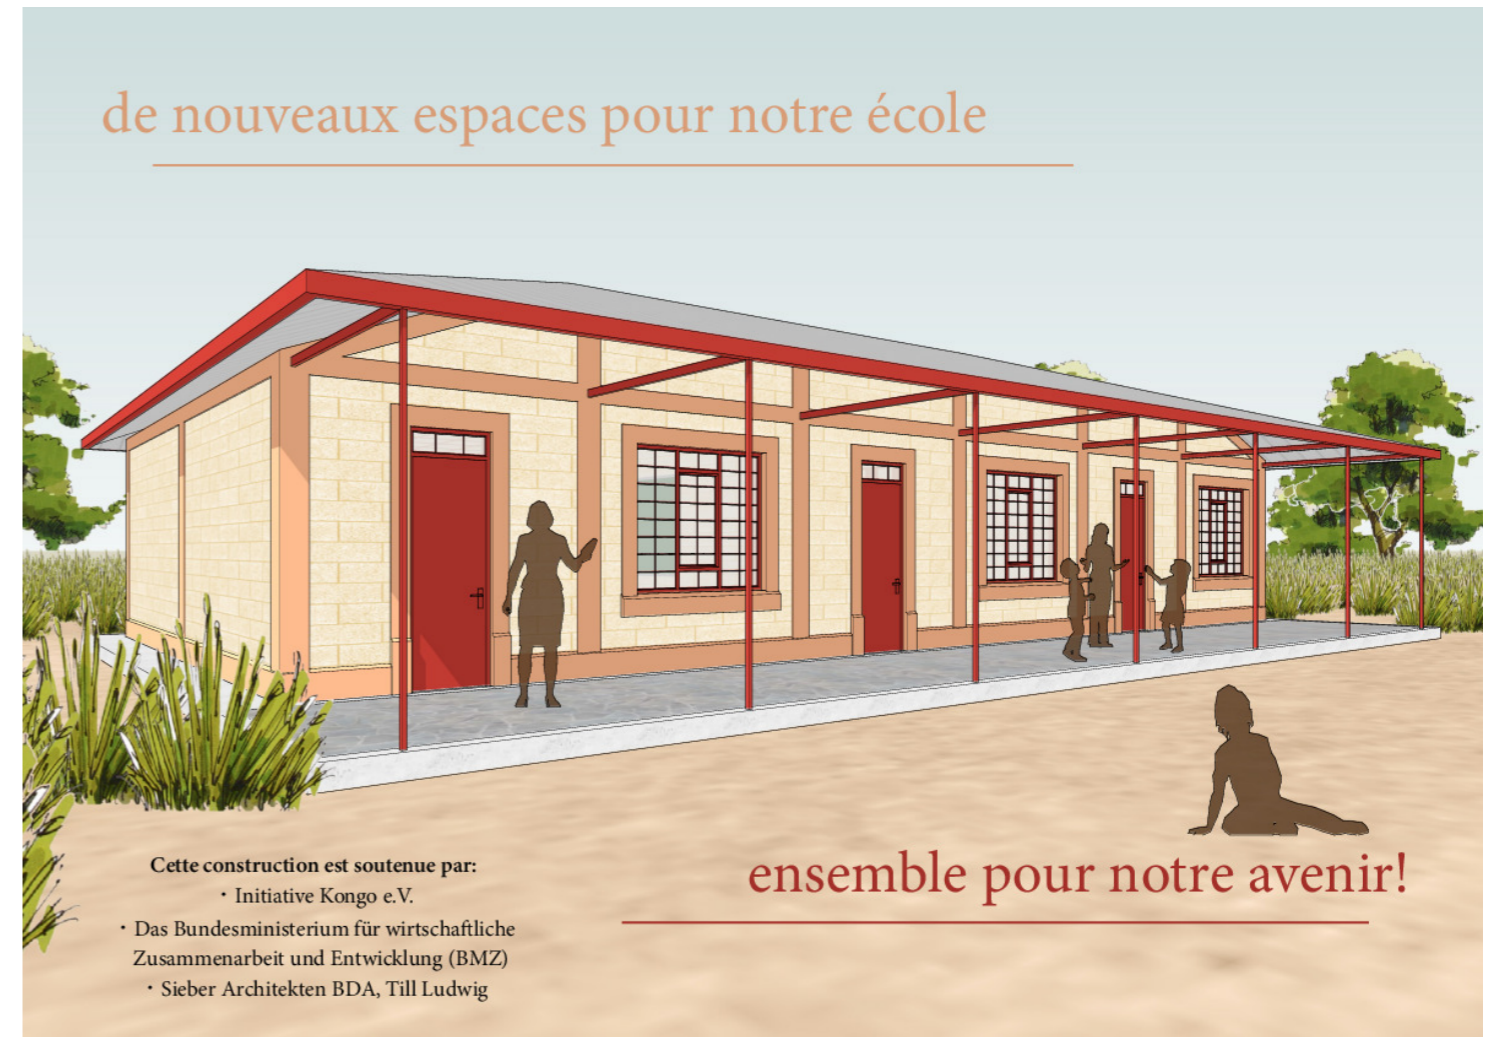 de nouveaux espaces pour notre école
Cette construction est soutenue par:
· Initiative Kongo e.V.
· Das Bundesministerium für wirtschaftliche
Zusammenarbeit und Entwicklung (BMZ)
· Sieber Architekten BDA, Till Ludwig
ensemble pour notre avenir!